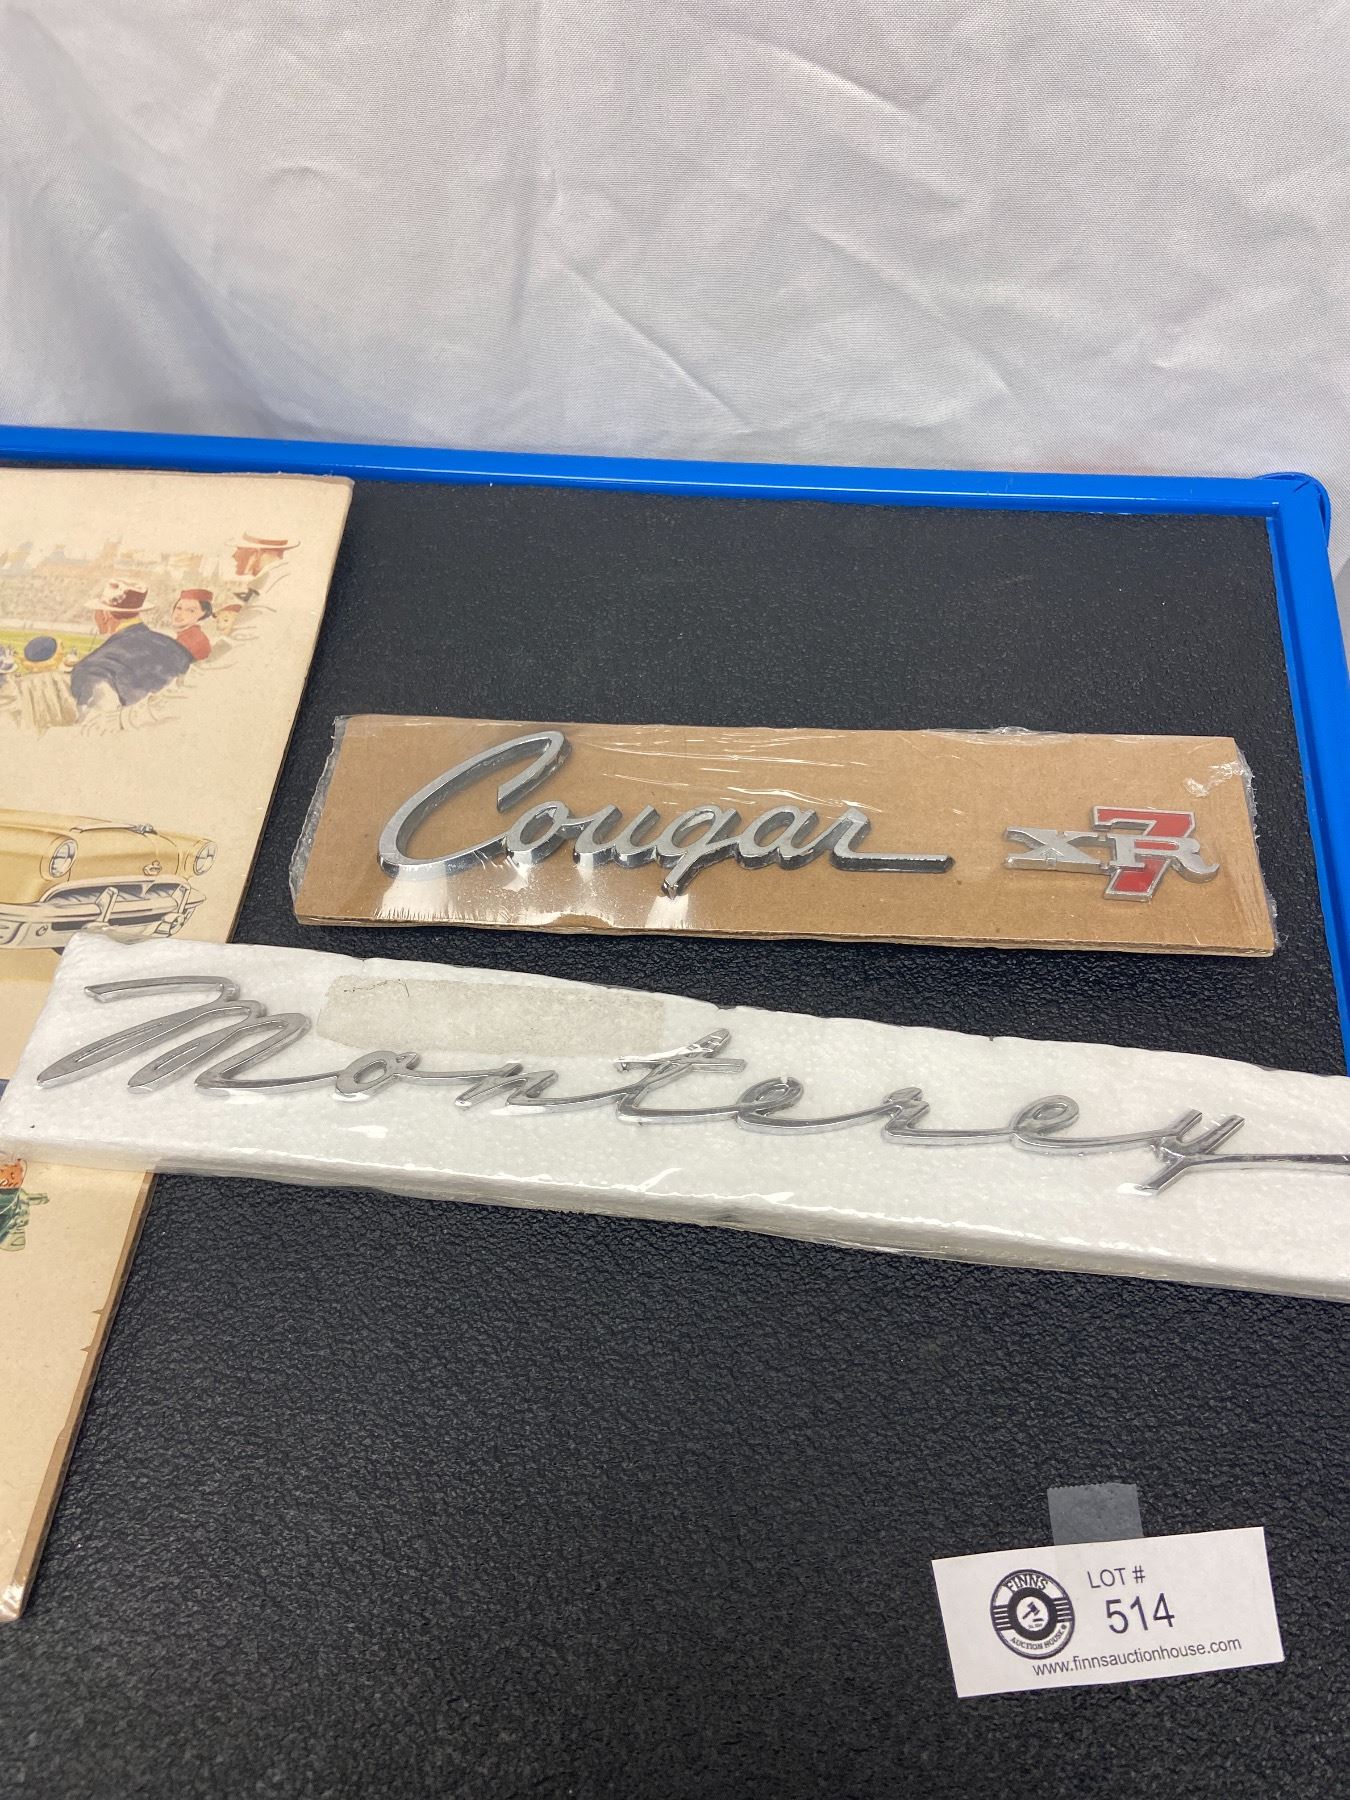 Cougar XR7
Monterey
FINNS
AUCTION HOUSE
LOT #
514
www.finnsauctionhouse.com